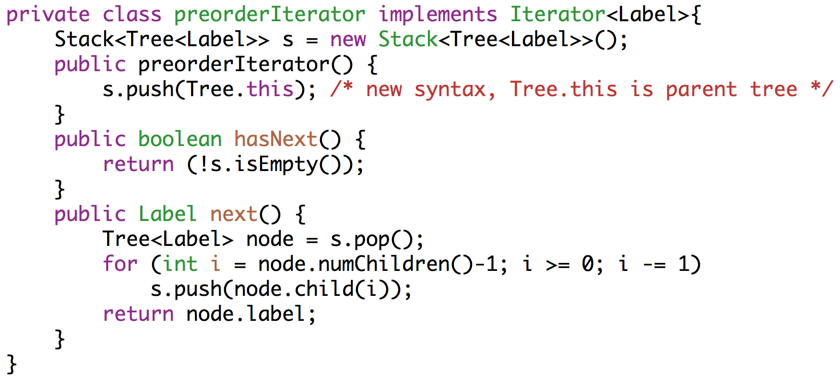 private class preorderIterator implements Iterator<Label>{
    Stack<Tree<Label>> s = new Stack<Tree<Label>>();
    public preorderIterator() {
        s.push(Tree.this); /* new syntax, Tree.this is parent tree */
    }
    public boolean hasNext() {
        return (!s.isEmpty());
    }
    public Label next() {
        Tree<Label> node = s.pop();
        for (int i = node.numChildren()-1; i >= 0; i -= 1)
            s.push(node.child(i));
        return node.label;
    }
}